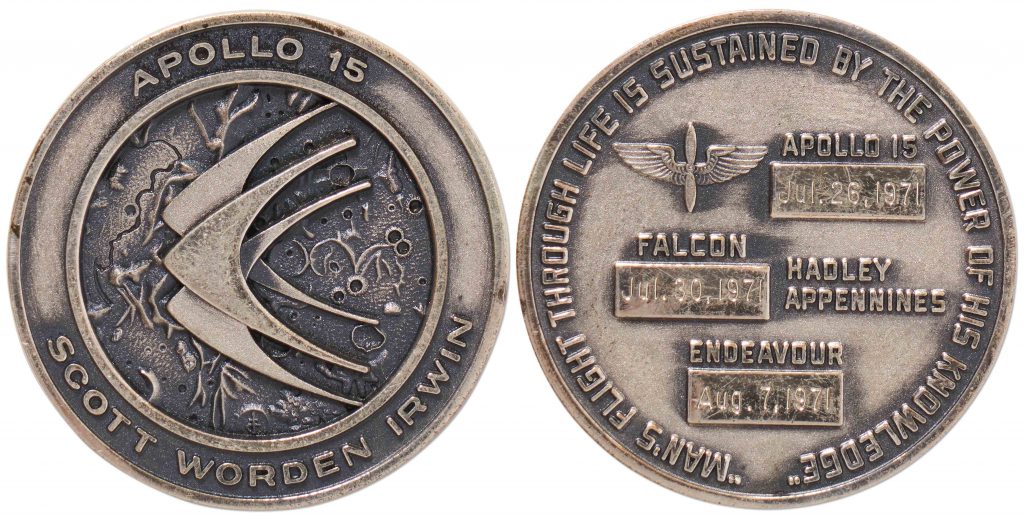 APOLLO 15
SCOTT WORDEN IRWIN
"MAN'S FLIGHT THROUGH LIFE IS SUSTAINED BY THE POWER OF HIS KNOWLEDGE"
APOLLO 15
Jul. 26, 1971
FALCON
Jul. 30, 1971
HADLEY
APPENNINES
ENDEAVOUR
Aug. 7, 1971